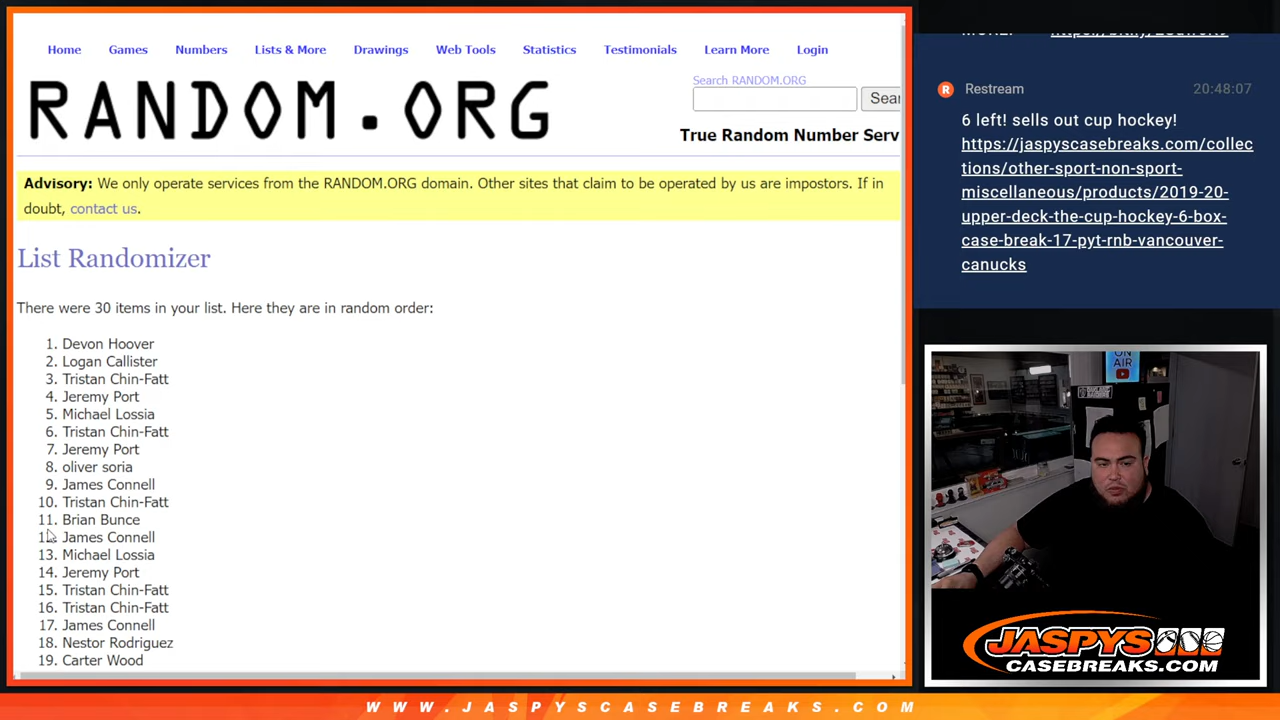 Home Games Numbers Lists & More Drawings Web Tools Statistics Testimonials Learn More Login
RANDOM.ORG
Search RANDOM.ORG
Sear
True Random Number Serv
Advisory: We only operate services from the RANDOM.ORG domain. Other sites that claim to be operated by us are impostors. If in
doubt, contact us.
List Randomizer
There were 30 items in your list. Here they are in random order:
1. Devon Hoover
2. Logan Callister
3. Tristan Chin-Fatt
4. Jeremy Port
5. Michael Lossia
6. Tristan Chin-Fatt
7. Jeremy Port
8. oliver soria
9. James Connell
10. Tristan Chin-Fatt
11. Brian Bunce
12. James Connell
13. Michael Lossia
14. Jeremy Port
15. Tristan Chin-Fatt
16. Tristan Chin-Fatt
17. James Connell
18. Nestor Rodriguez
19. Carter Wood
R Restream 20:48:07
6 left! sells out cup hockey!
https://jaspyscasebreaks.com/collec
tions/other-sport-non-sport-
miscellaneous/products/2019-20-
upper-deck-the-cup-hockey-6-box-
case-break-17-pyt-rnb-vancouver-
canucks
ON
AIR
JASPYS
CASEBREAKS.COM
WWW.JASPYSCASEBREAKS.COM